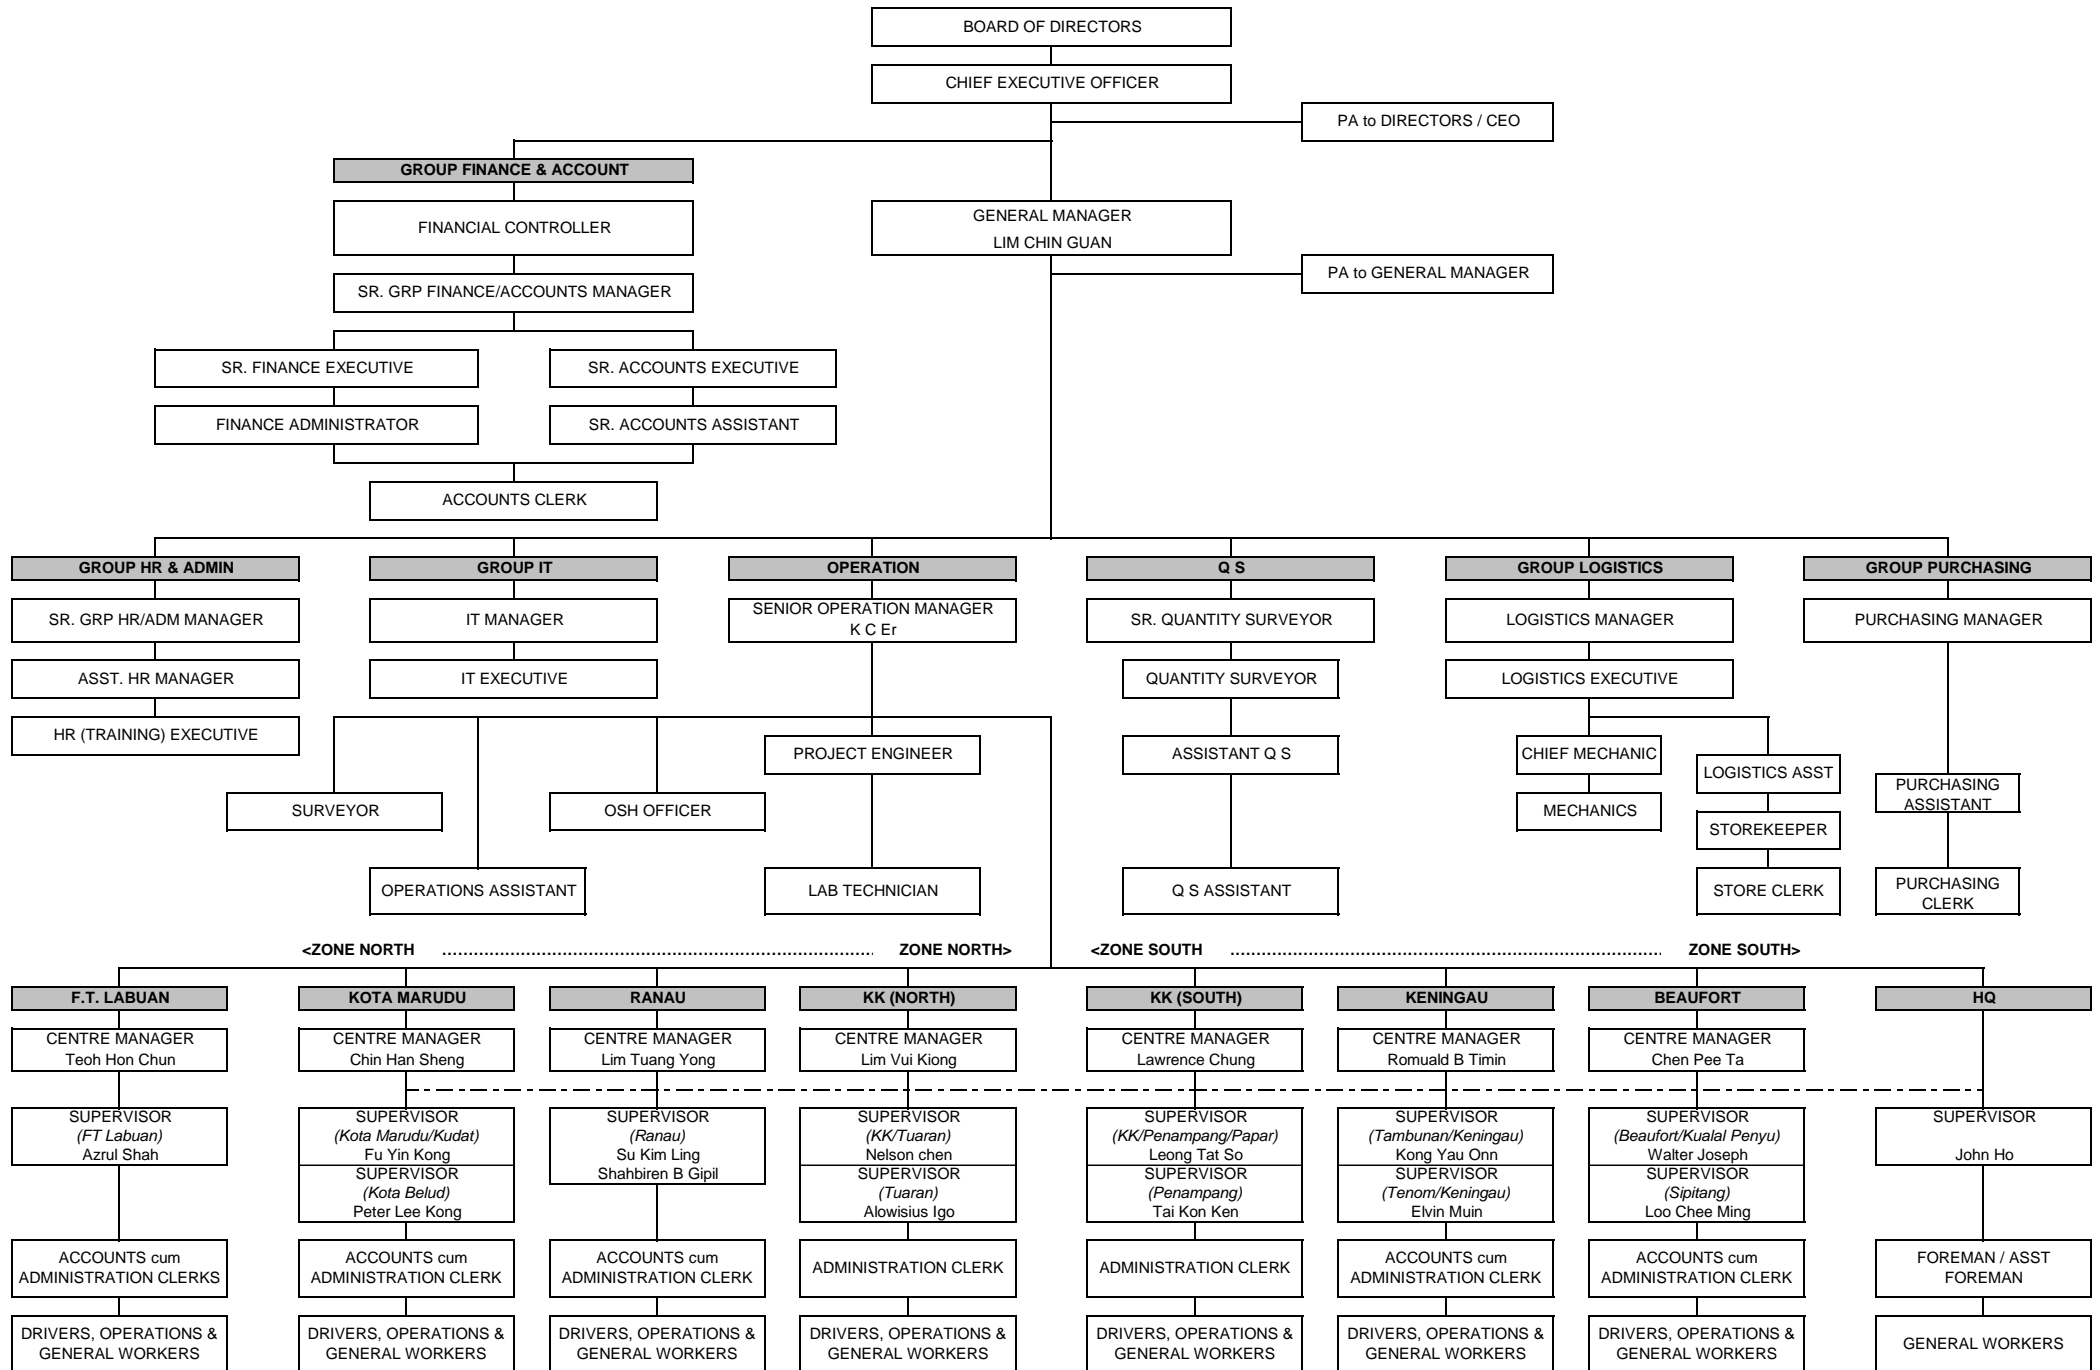 BOARD OF DIRECTORS
CHIEF EXECUTIVE OFFICER
PA to DIRECTORS / CEO
GROUP FINANCE & ACCOUNT
FINANCIAL CONTROLLER
GENERAL MANAGER
LIM CHIN GUAN
SR. GRP FINANCE/ACCOUNTS MANAGER
PA to GENERAL MANAGER
SR. FINANCE EXECUTIVE
SR. ACCOUNTS EXECUTIVE
FINANCE ADMINISTRATOR
SR. ACCOUNTS ASSISTANT
ACCOUNTS CLERK
GROUP HR & ADMIN
SR. GRP HR/ADM MANAGER
ASST. HR MANAGER
HR (TRAINING) EXECUTIVE
GROUP IT
IT MANAGER
IT EXECUTIVE
OPERATION
SENIOR OPERATION MANAGER
K C Er
SURVEYOR
OPERATIONS ASSISTANT
OSH OFFICER
PROJECT ENGINEER
LAB TECHNICIAN
Q S
SR. QUANTITY SURVEYOR
QUANTITY SURVEYOR
ASSISTANT Q S
Q S ASSISTANT
GROUP LOGISTICS
LOGISTICS MANAGER
LOGISTICS EXECUTIVE
CHIEF MECHANIC
MECHANICS
LOGISTICS ASST
STOREKEEPER
STORE CLERK
GROUP PURCHASING
PURCHASING MANAGER
PURCHASING
ASSISTANT
PURCHASING
CLERK
<ZONE NORTH ................................................................................... ZONE NORTH>
<ZONE SOUTH ................................................................................... ZONE SOUTH>
F.T. LABUAN
CENTRE MANAGER
Teoh Hon Chun
SUPERVISOR
(FT Labuan)
Azrul Shah
ACCOUNTS cum
ADMINISTRATION CLERKS
DRIVERS, OPERATIONS &
GENERAL WORKERS
KOTA MARUDU
CENTRE MANAGER
Chin Han Sheng
SUPERVISOR
(Kota Marudu/Kudat)
Fu Yin Kong
SUPERVISOR
(Kota Belud)
Peter Lee Kong
ACCOUNTS cum
ADMINISTRATION CLERK
DRIVERS, OPERATIONS &
GENERAL WORKERS
RANAU
CENTRE MANAGER
Lim Tuang Yong
SUPERVISOR
(Ranau)
Su Kim Ling
Shahbiren B Gipil
ACCOUNTS cum
ADMINISTRATION CLERK
DRIVERS, OPERATIONS &
GENERAL WORKERS
KK (NORTH)
CENTRE MANAGER
Lim Vui Kiong
SUPERVISOR
(KK/Tuaran)
Nelson chen
SUPERVISOR
(Tuaran)
Alowisius Igo
ADMINISTRATION CLERK
DRIVERS, OPERATIONS &
GENERAL WORKERS
KK (SOUTH)
CENTRE MANAGER
Lawrence Chung
SUPERVISOR
(KK/Penampang/Papar)
Leong Tat So
SUPERVISOR
(Penampang)
Tai Kon Ken
ADMINISTRATION CLERK
DRIVERS, OPERATIONS &
GENERAL WORKERS
KENINGAU
CENTRE MANAGER
Romuald B Timin
SUPERVISOR
(Tambunan/Keningau)
Kong Yau Onn
SUPERVISOR
(Tenom/Keningau)
Elvin Muin
ACCOUNTS cum
ADMINISTRATION CLERK
DRIVERS, OPERATIONS &
GENERAL WORKERS
BEAUFORT
CENTRE MANAGER
Chen Pee Ta
SUPERVISOR
(Beaufort/Kualal Penyu)
Walter Joseph
SUPERVISOR
(Sipitang)
Loo Chee Ming
ACCOUNTS cum
ADMINISTRATION CLERK
DRIVERS, OPERATIONS &
GENERAL WORKERS
HQ
SUPERVISOR
John Ho
FOREMAN / ASST
FOREMAN
GENERAL WORKERS